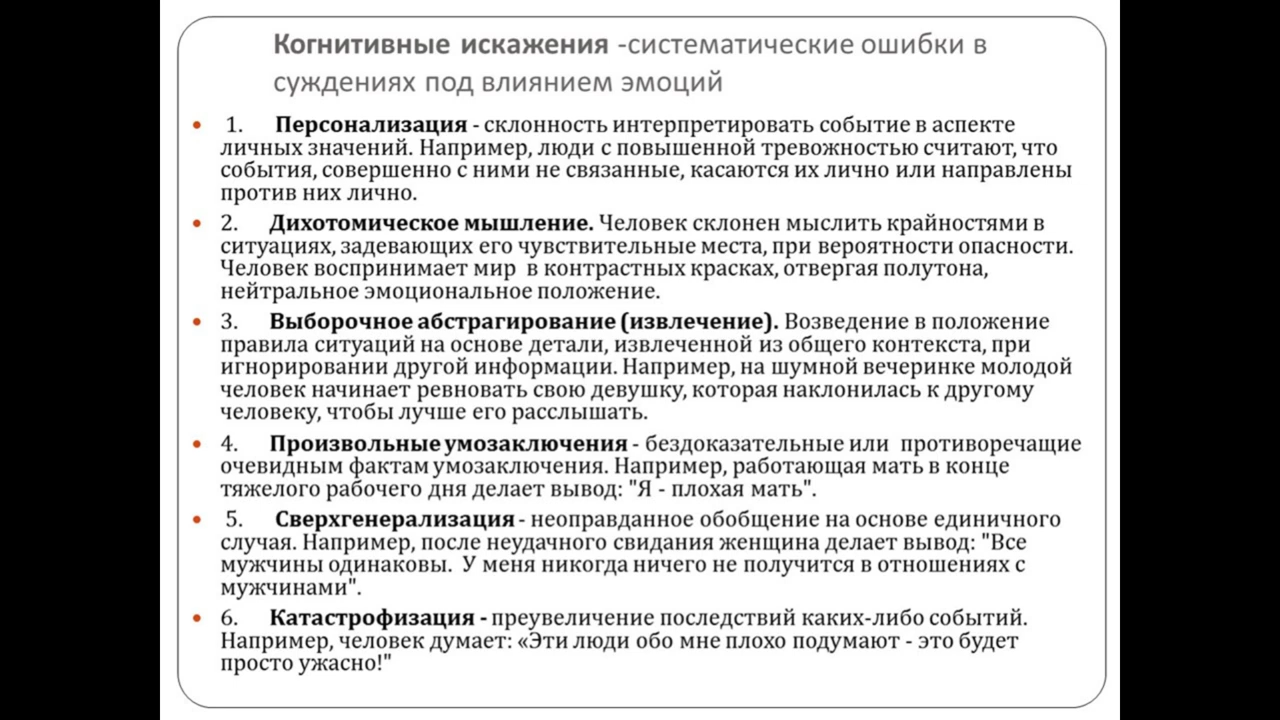 Когнитивные искажения -систематические ошибки в
суждениях под влиянием эмоций
• 1. Персонализация - склонность интерпретировать событие в аспекте
личных значений. Например, люди с повышенной тревожностью считают, что
события, совершенно с ними не связанные, касаются их лично или направлены
против них лично.
• 2. Дихотомическое мышление. Человек склонен мыслить крайностями в
ситуациях, задевающих его чувствительные места, при вероятности опасности.
Человек воспринимает мир в контрастных красках, отвергая полутона,
нейтральное эмоциональное положение.
• 3. Выборочное абстрагирование (извлечение). Возведение в положение
правила ситуаций на основе детали, извлеченной из общего контекста, при
игнорировании другой информации. Например, на шумной вечеринке молодой
человек начинает ревновать свою девушку, которая наклонилась к другому
человеку, чтобы лучше его расслышать.
• 4. Произвольные умозаключения - бездоказательные или противоречащие
очевидным фактам умозаключения. Например, работающая мать в конце
тяжелого рабочего дня делает вывод: "Я - плохая мать".
• 5. Сверхгенерализация - неоправданное обобщение на основе единичного
случая. Например, после неудачного свидания женщина делает вывод: "Все
мужчины одинаковы. У меня никогда ничего не получится в отношениях с
мужчинами".
• 6. Катастрофизация - преувеличение последствий каких-либо событий.
Например, человек думает: «Эти люди обо мне плохо подумают - это будет
просто ужасно!"